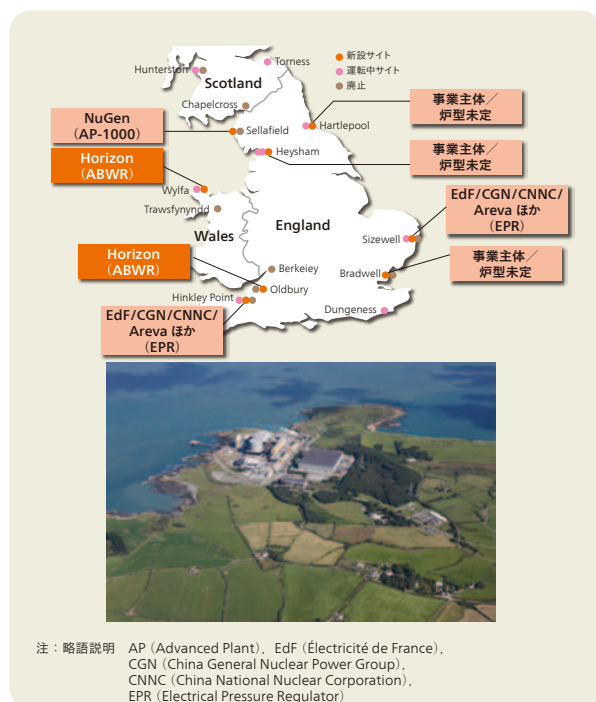 新設サイト
運転中サイト
廃止
Hunterston
Torness
Scotland
Chapelcross
事業主体／
炉型未定
NuGen
（AP-1000）
Sellafield
Hartlepool
事業主体／
炉型未定
Heysham
Horizon
（ABWR）
Wylfa
EdF/CGN/CNNC/
Areva ほか
（EPR）
Trawsfynyndd
England
Wales
Sizewell
Horizon
（ABWR）
事業主体／
炉型未定
Berkeiey
Bradwell
Oldbury
Hinkley Point
Dungeness
EdF/CGN/CNNC/
Areva ほか
（EPR）
注：略語説明　AP（Advanced Plant），EdF（Électricité de France），
CGN（China General Nuclear Power Group），
CNNC（China National Nuclear Corporation），
EPR（Electrical Pressure Regulator）